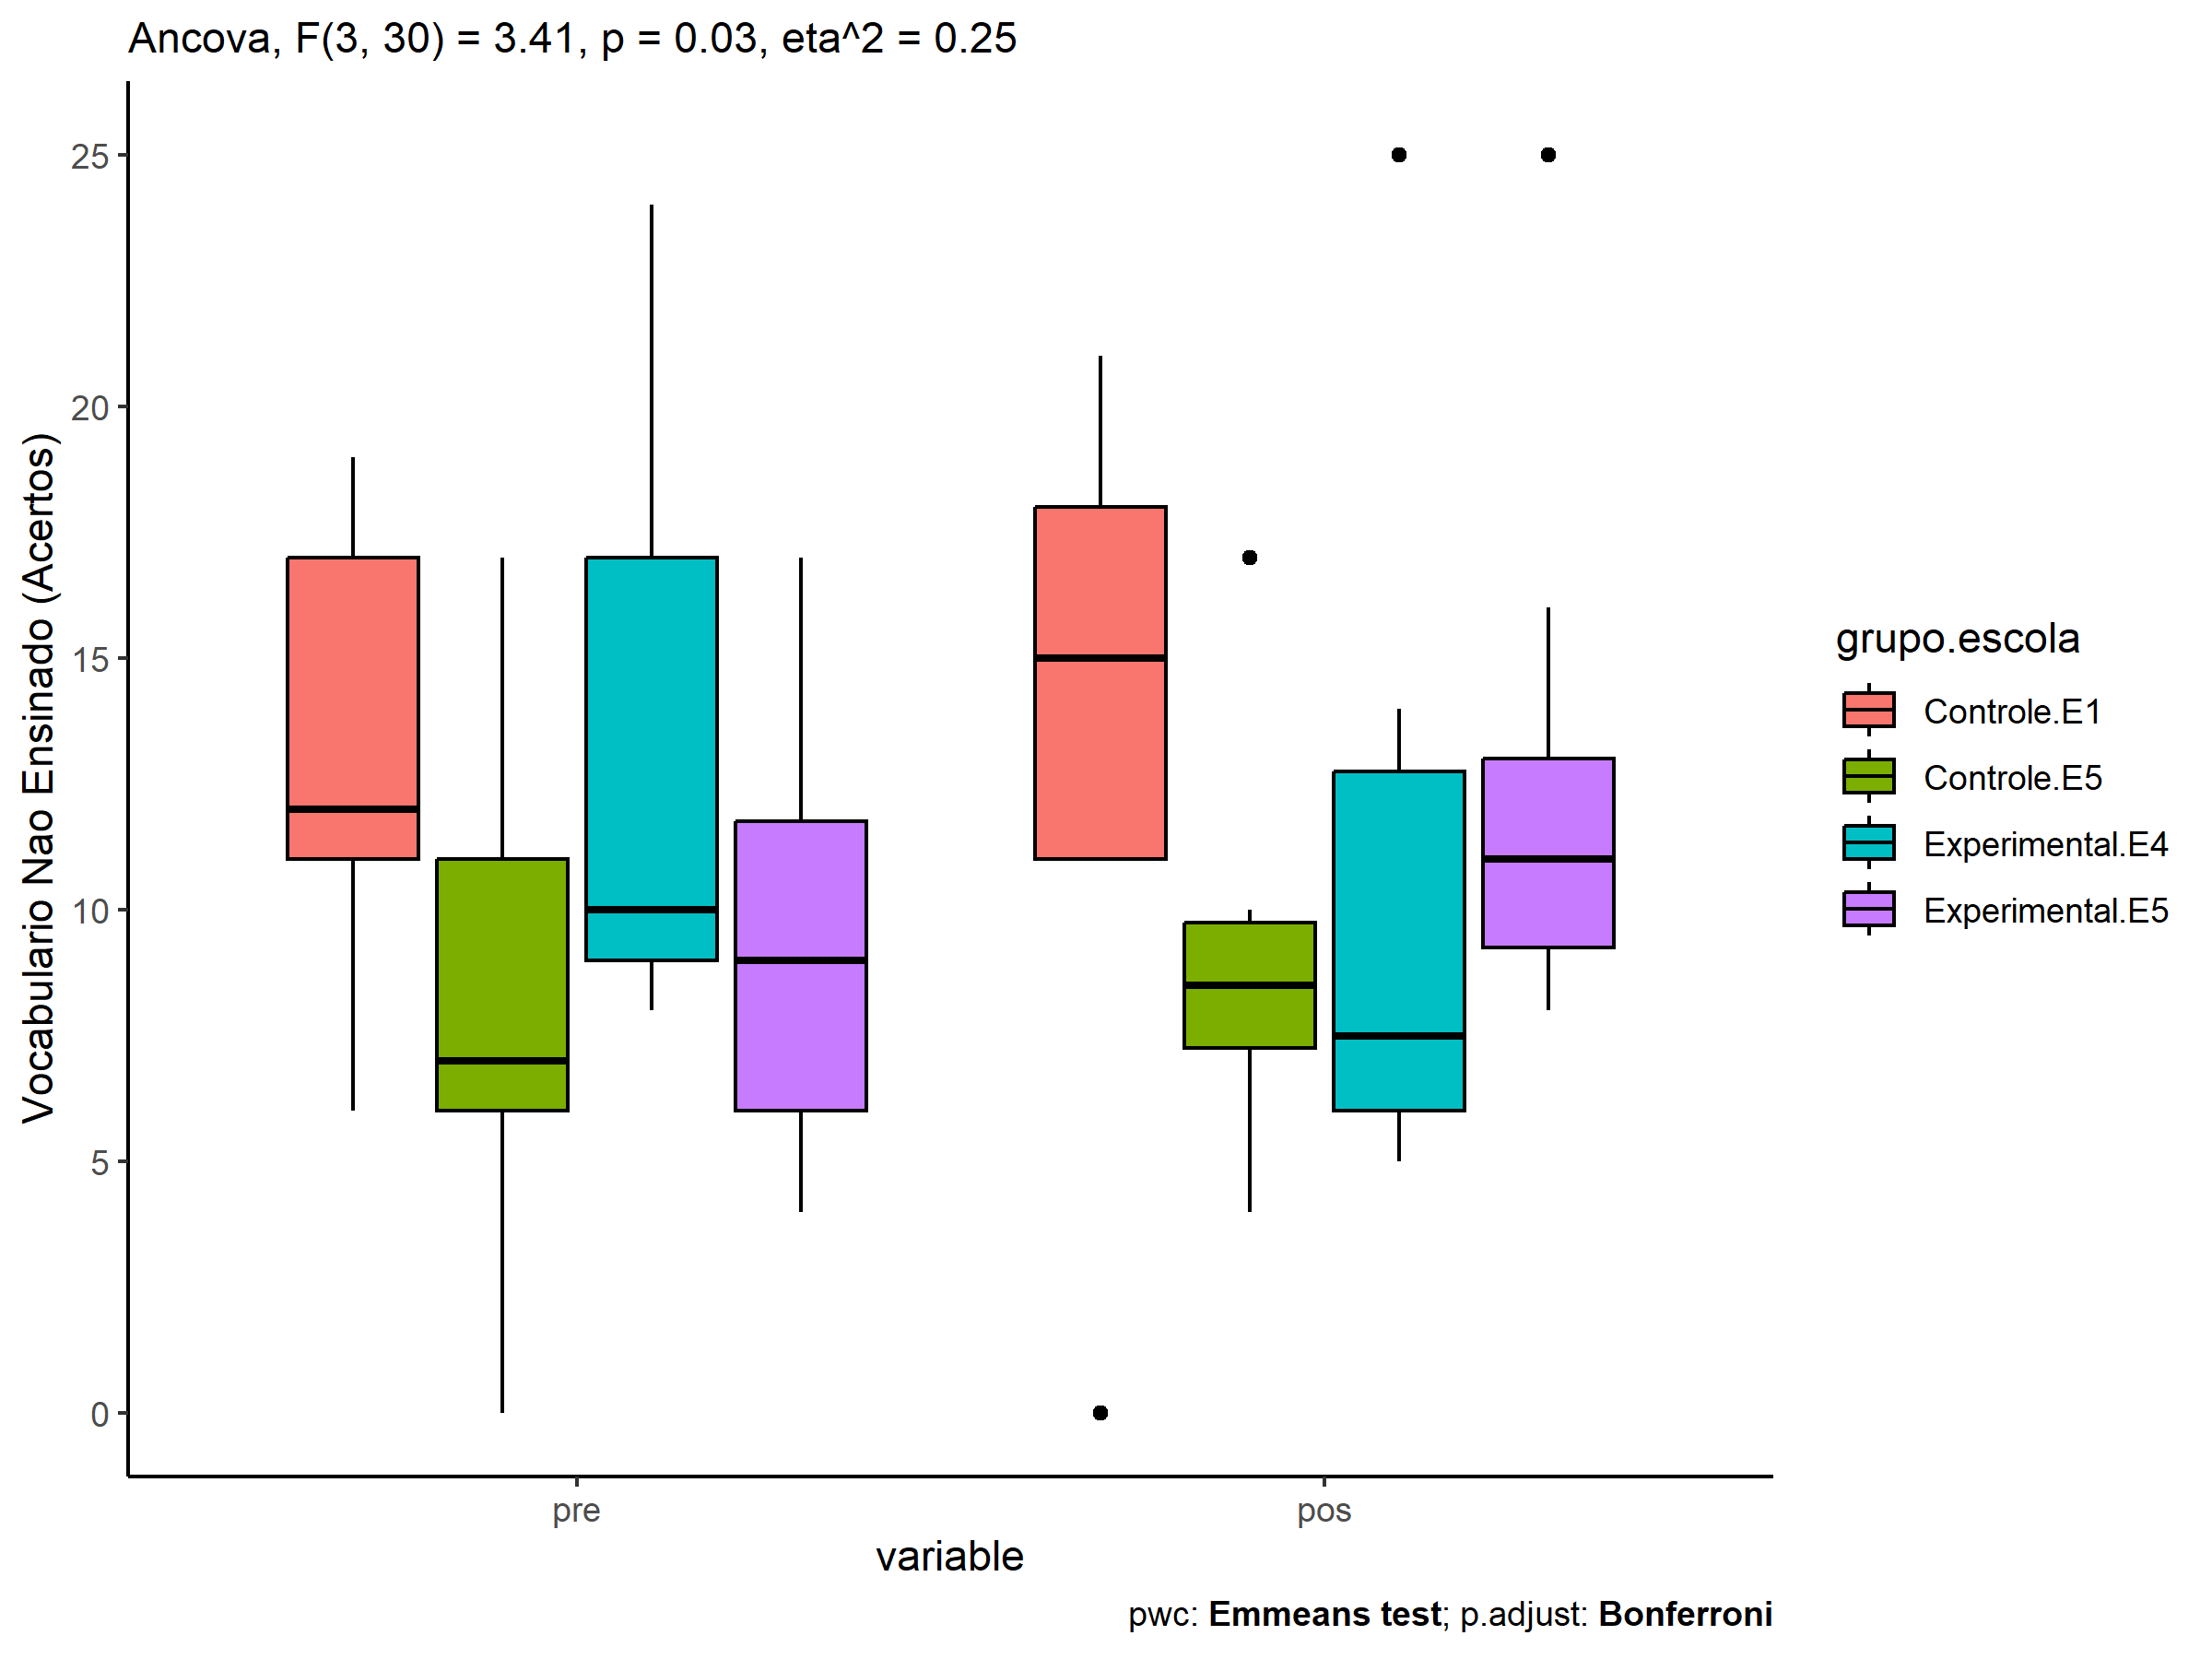 Ancova, F(3, 30) = 3.41, p = 0.03, eta^2 = 0.25
Vocabulario Nao Ensinado (Acertos)
25
20
15
10
5
0
pre
pos
variable
grupo.escola
Controle.E1
Controle.E5
Experimental.E4
Experimental.E5
pwc: Emmeans test; p.adjust: Bonferroni